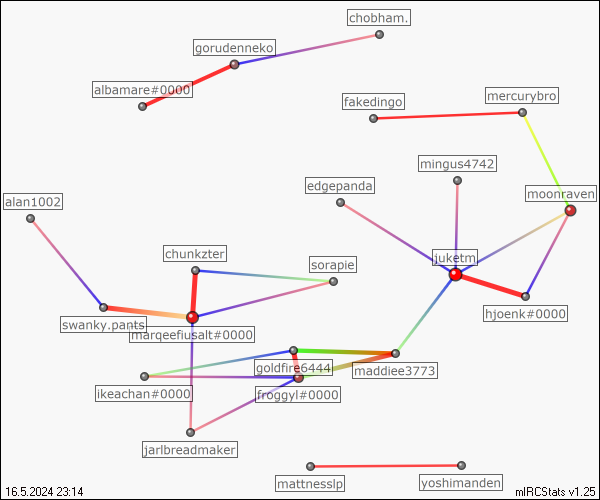 chobham.
gorudenneko
albamare#0000
mercurybro
fakedingo
mingus4742
edgepanda
moonraven
alan1002
chunkzter
juketm
sorapie
hjoenk#0000
swanky.pants
marqeefiusalt#0000
goldfire6444
maddiee3773
ikeachan#0000
froggyl#0000
jarlbreadmaker
mattnesslp
yoshimanden
16.5.2024 23:14
mIRCStats v1.25